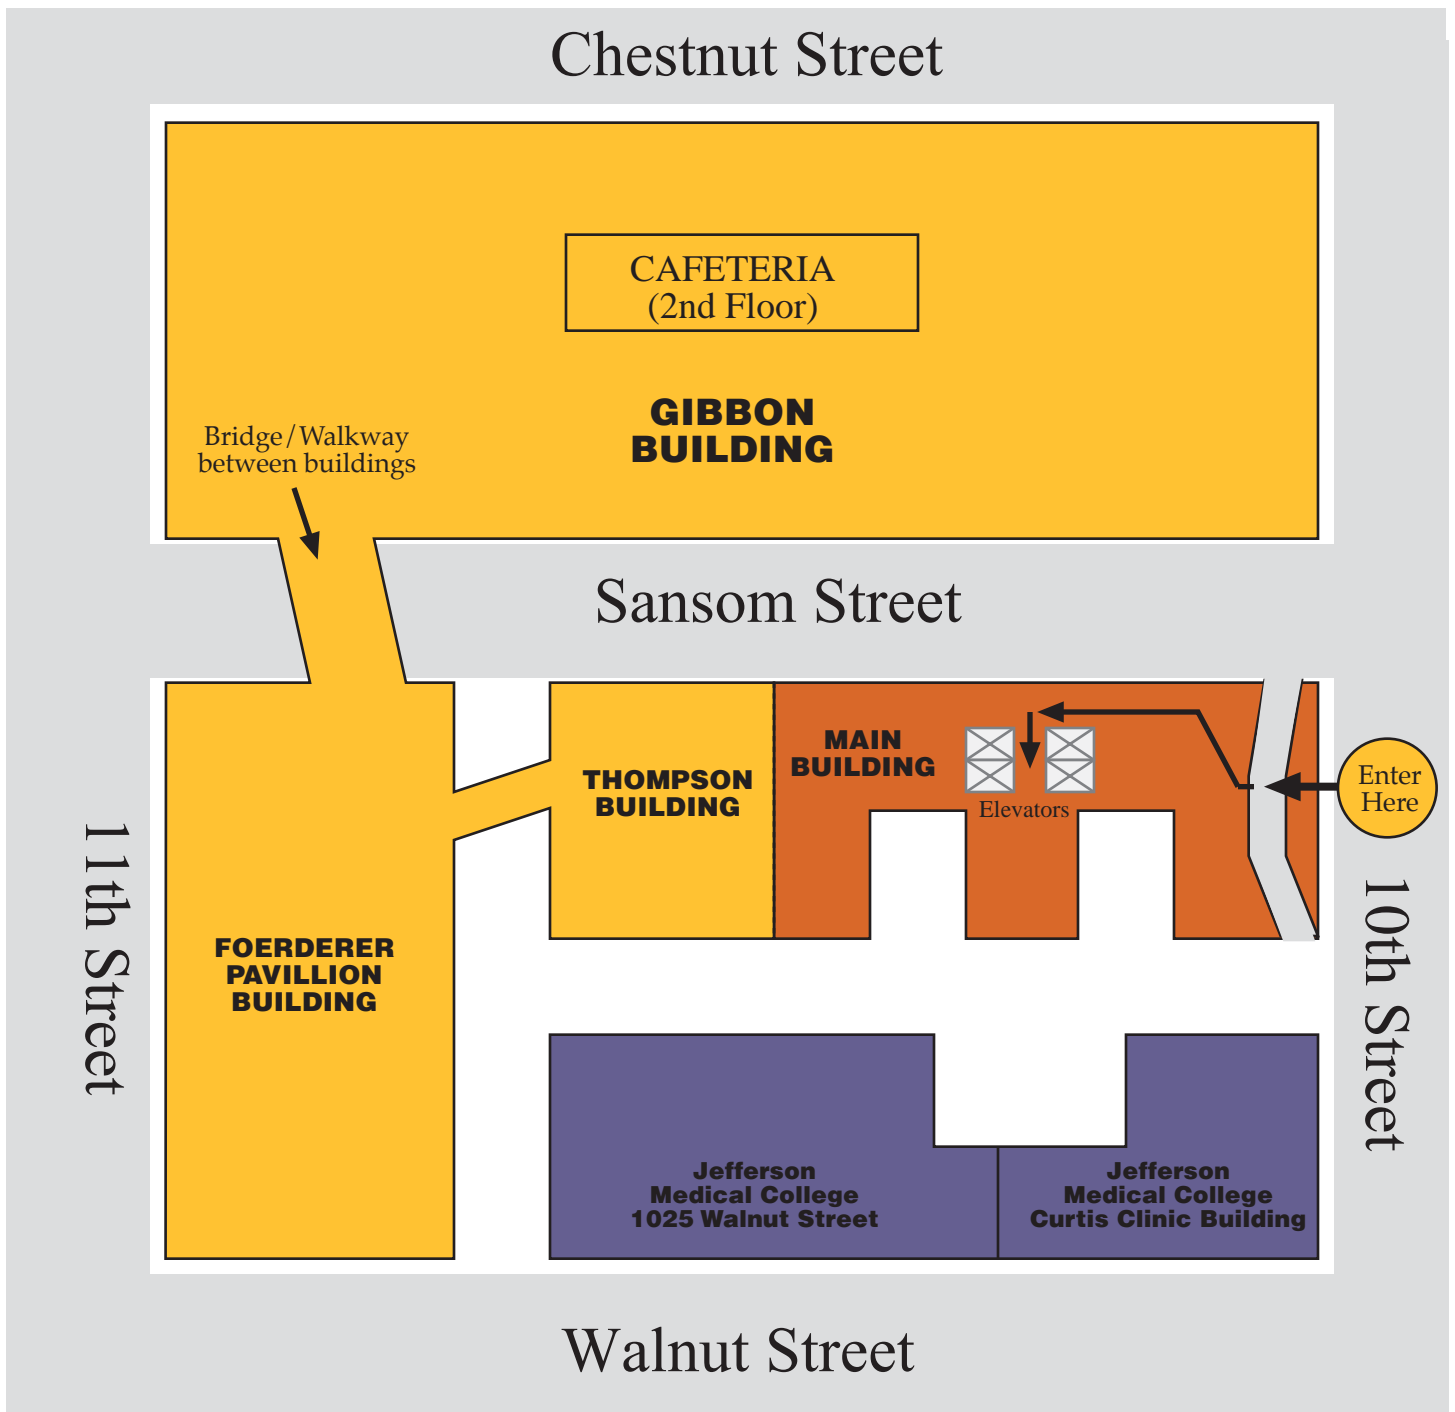 Chestnut Street
CAFETERIA
(2nd Floor)
GIBBON
BUILDING
Bridge/Walkway
between buildings
Sansom Street
MAIN
BUILDING
Elevators
THOMPSON
BUILDING
Enter
Here
11th Street
10th Street
FOERDERER
PAVILLION
BUILDING
Jefferson
Medical College
1025 Walnut Street
Jefferson
Medical College
Curtis Clinic Building
Walnut Street